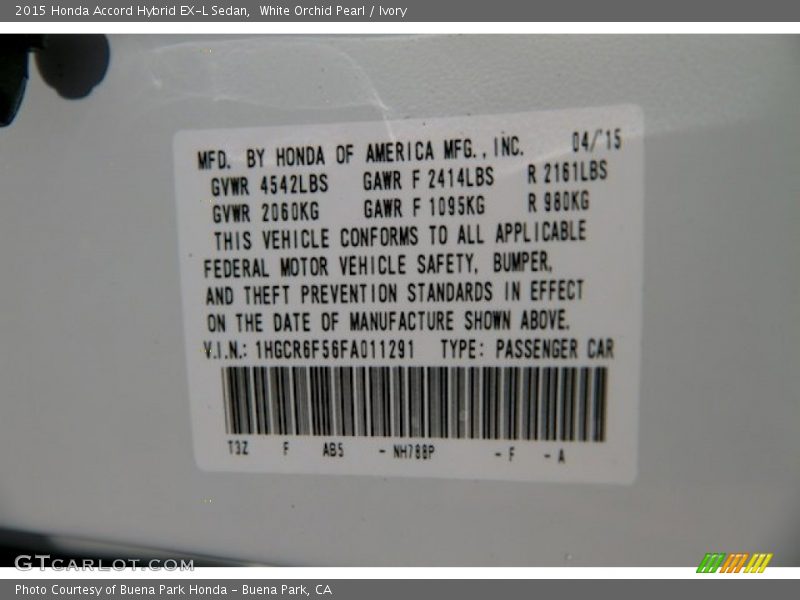 2015 Honda Accord Hybrid EX-L Sedan,  White Orchid Pearl / Ivory
MFD. BY HONDA OF AMERICA MFG., INC. 04/'15
GVWR 4542LBS GAWR F 2414LBS R 2161LBS
GVWR 2060KG GAWR F 1095KG R 980KG
THIS VEHICLE CONFORMS TO ALL APPLICABLE
FEDERAL MOTOR VEHICLE SAFETY, BUMPER,
AND THEFT PREVENTION STANDARDS IN EFFECT
ON THE DATE OF MANUFACTURE SHOWN ABOVE.
V.I.N.: 1HGCR6F56FA011291 TYPE: PASSENGER CAR
T3Z F AB5 - NH788P - F - A
GTCARLOT.COM
Photo Courtesy of Buena Park Honda - Buena Park, CA